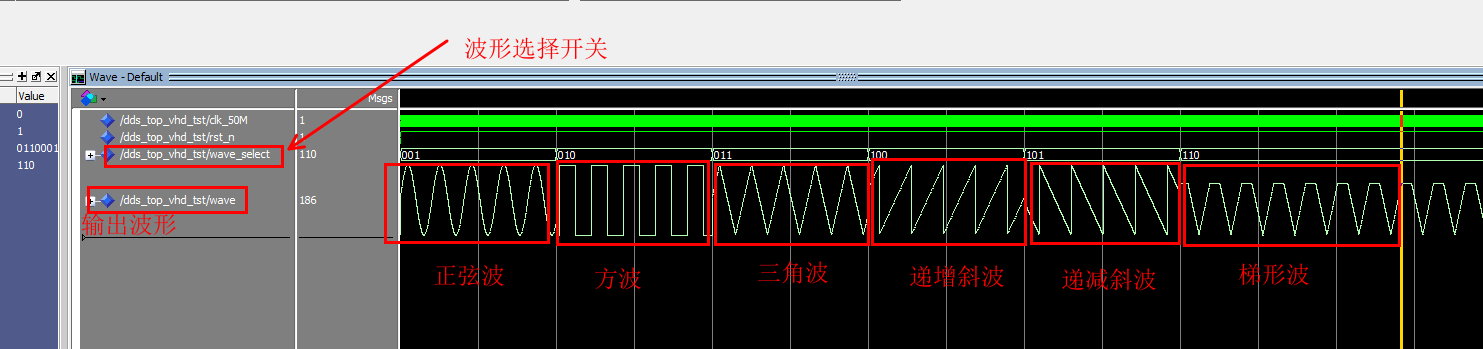 波形选择开关
Wave - Default
Value
Msgs
0
/dds_top_vhd_tst/clk_50M
1
1
/dds_top_vhd_tst/rst_n
1
0110001
/dds_top_vhd_tst/wave_select
110
001
010
011
100
101
110
110
/dds_top_vhd_tst/wave
186
输出波形
正弦波
方波
三角波
递增斜波
递减斜波
梯形波